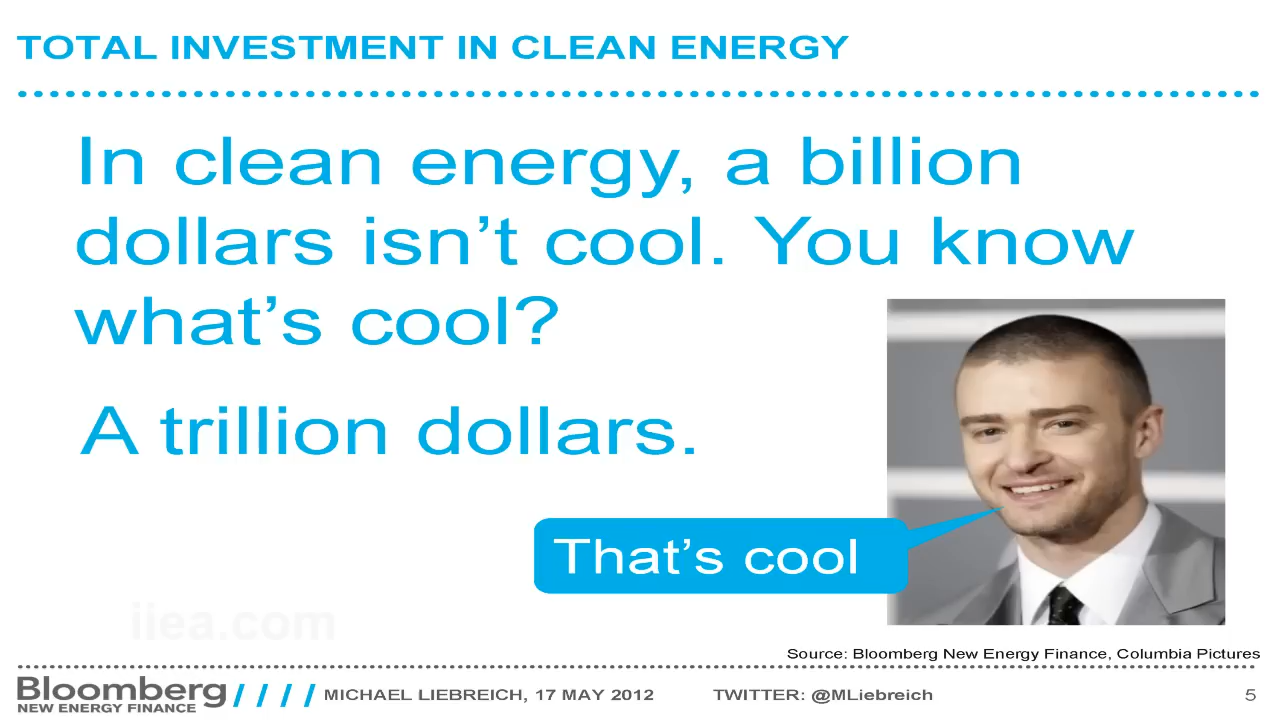 TOTAL INVESTMENT IN CLEAN ENERGY
In clean energy, a billion
dollars isn’t cool. You know
what’s cool?
A trillion dollars.
That’s cool
iiea.com
Source: Bloomberg New Energy Finance, Columbia Pictures
Bloomberg
NEW ENERGY FINANCE
//// MICHAEL LIEBREICH, 17 MAY 2012 TWITTER: @MLiebreich 5